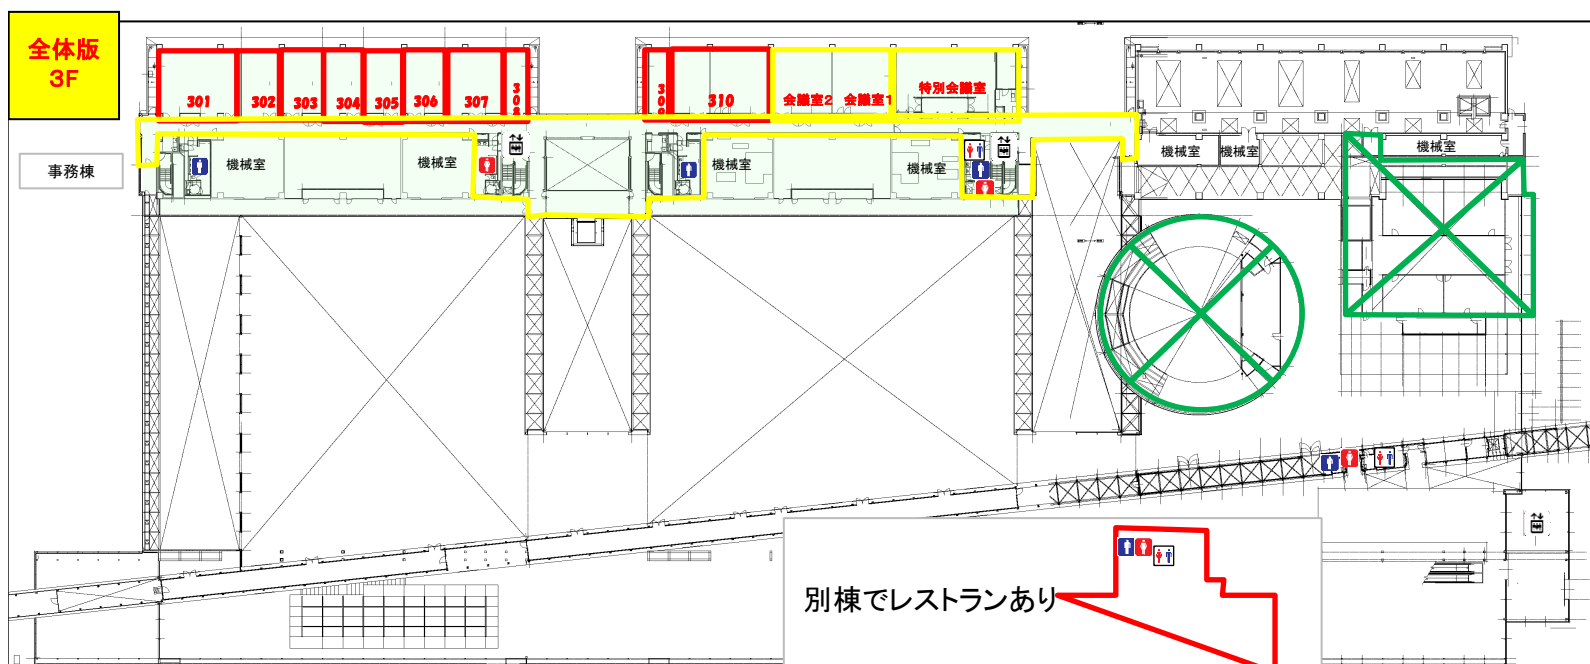 全体版
3F
事務棟
301
302
303
304
305
306
307
308
309
310
会議室2
会議室1
特別会議室
機械室
機械室
機械室
機械室
機械室
機械室
機械室
別棟でレストランあり